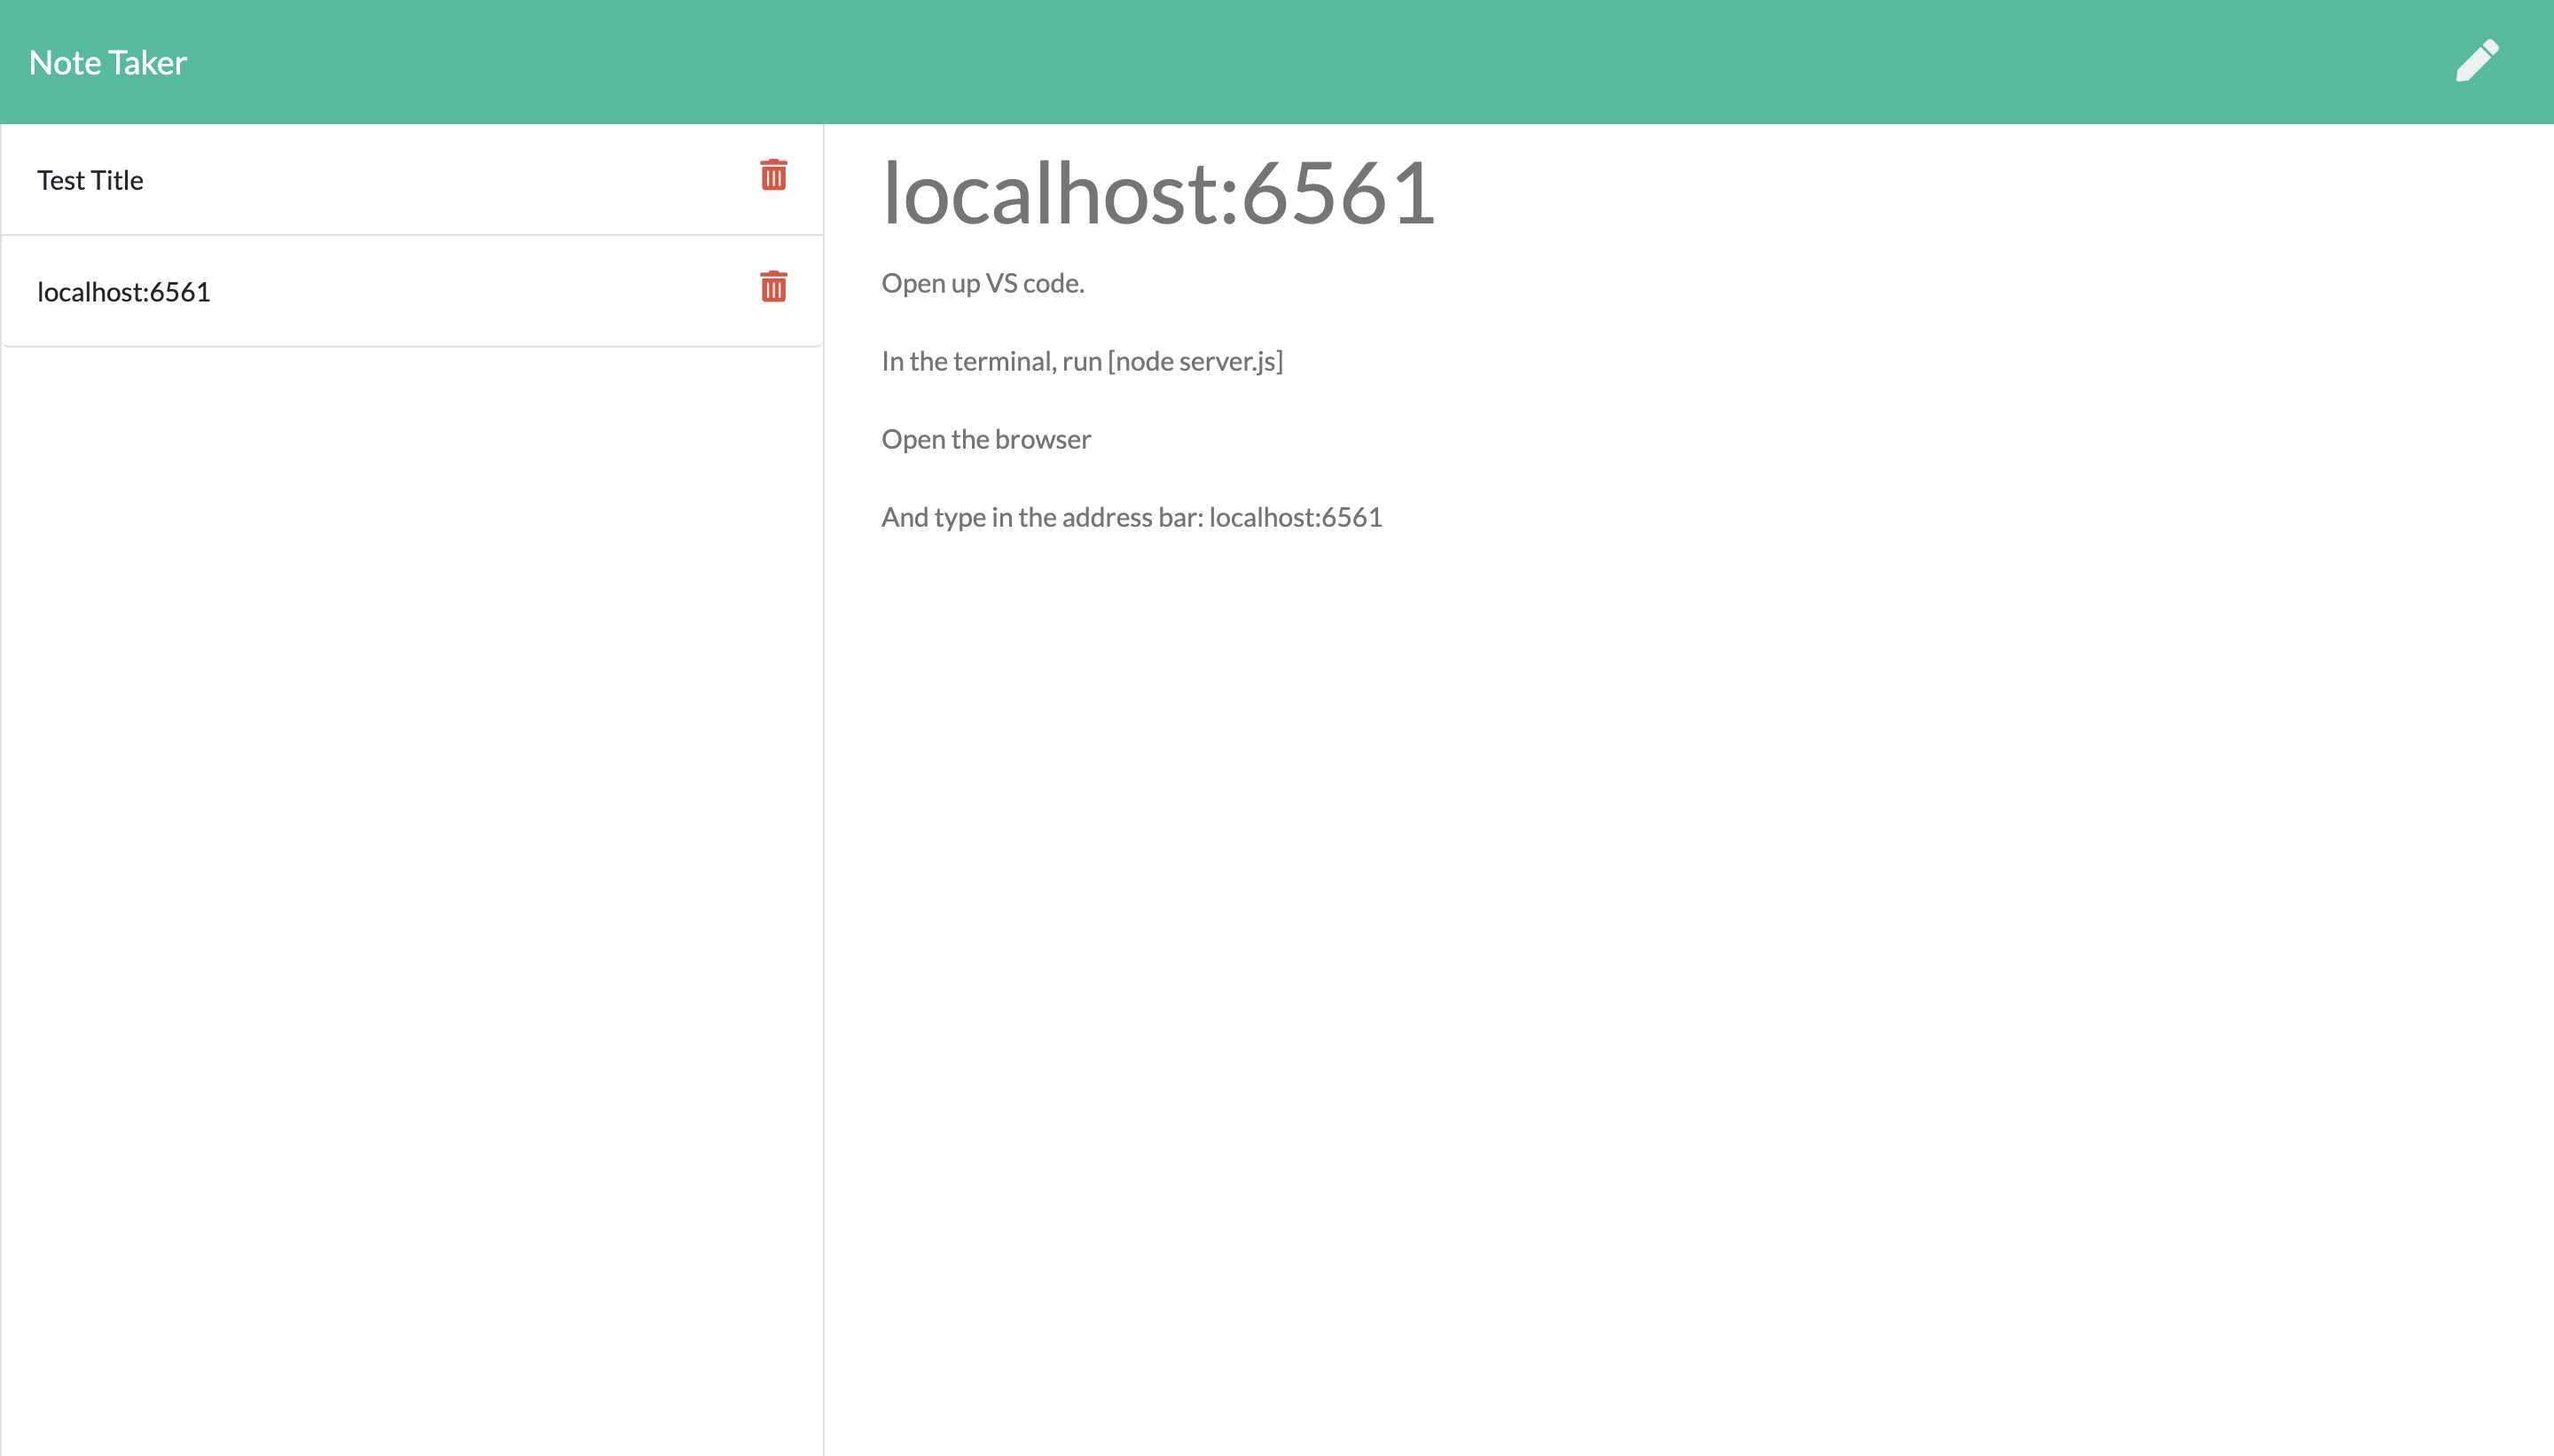 Note Taker
Test Title
localhost:6561
localhost:6561
Open up VS code.
In the terminal, run [node server.js]
Open the browser
And type in the address bar: localhost:6561